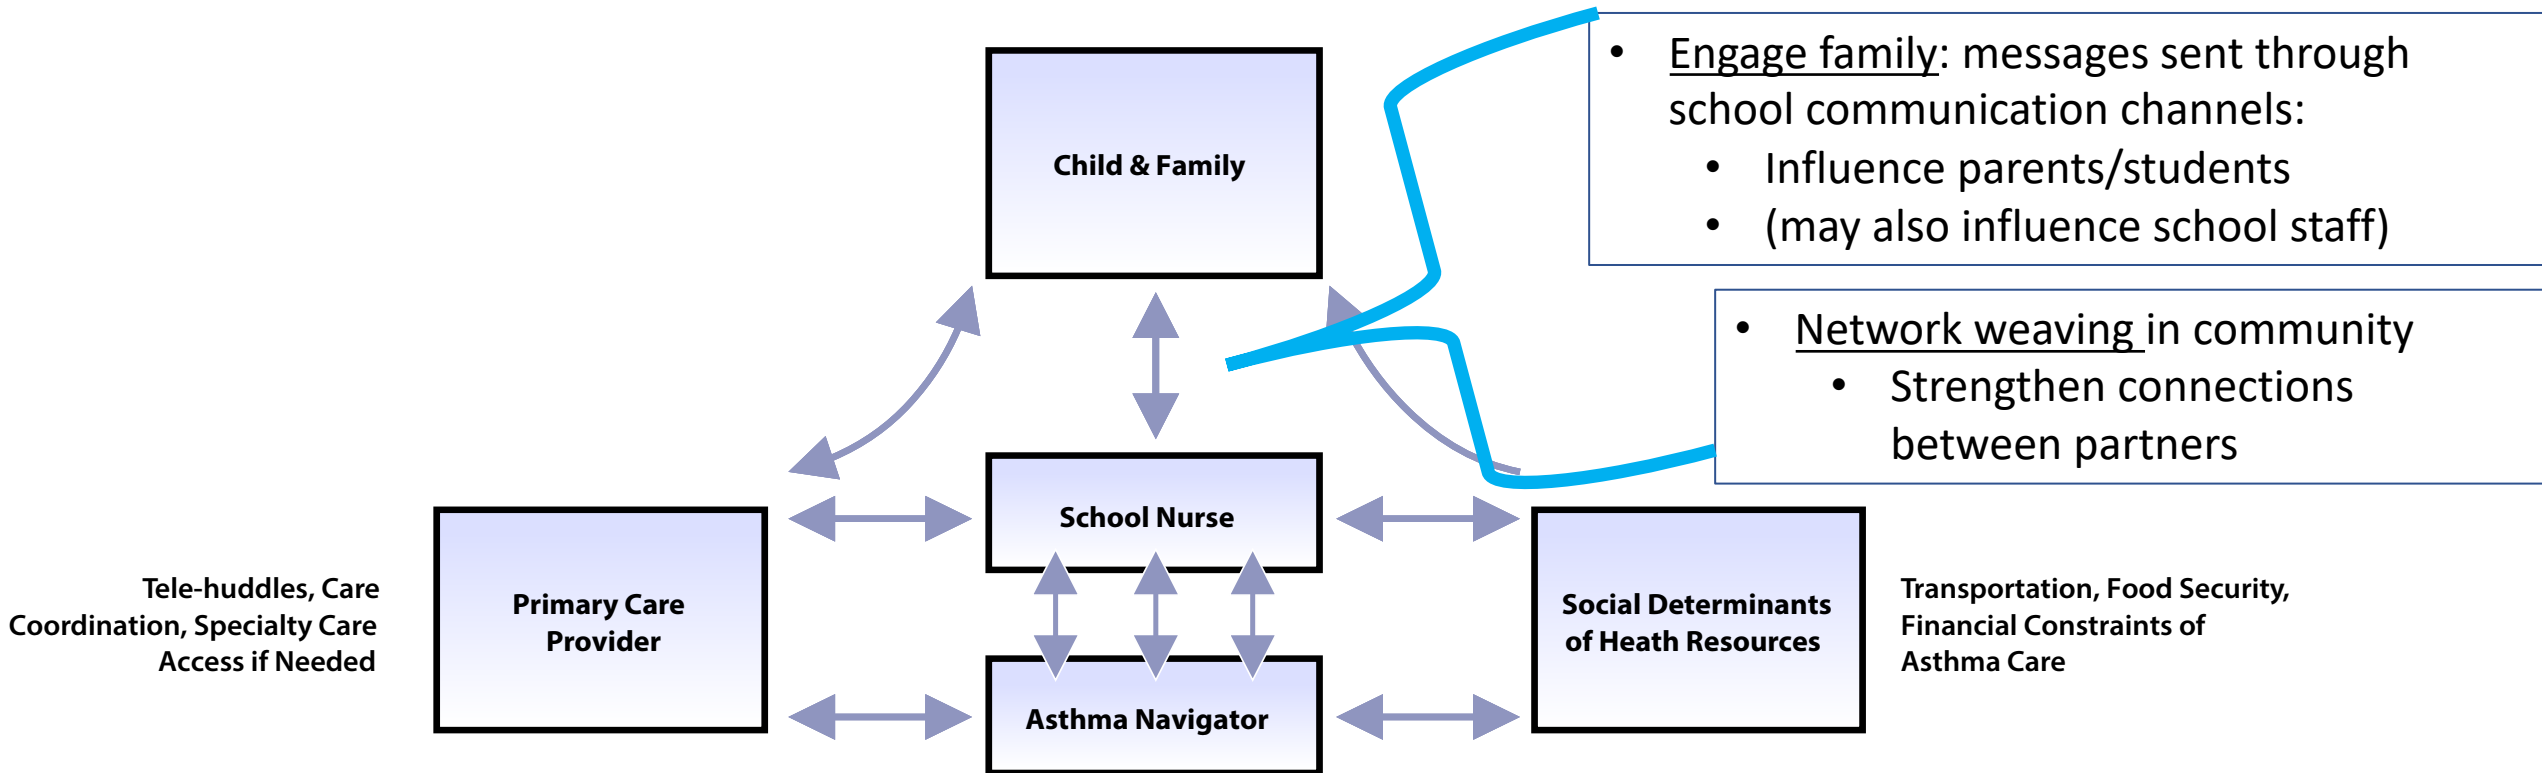 • Engage family: messages sent through
school communication channels:
• Influence parents/students
• (may also influence school staff)
Child & Family
• Network weaving in community
• Strengthen connections
between partners
School Nurse
Tele-huddles, Care
Coordination, Specialty Care
Access if Needed
Primary Care
Provider
Social Determinants
of Heath Resources
Transportation, Food Security,
Financial Constraints of
Asthma Care
Asthma Navigator